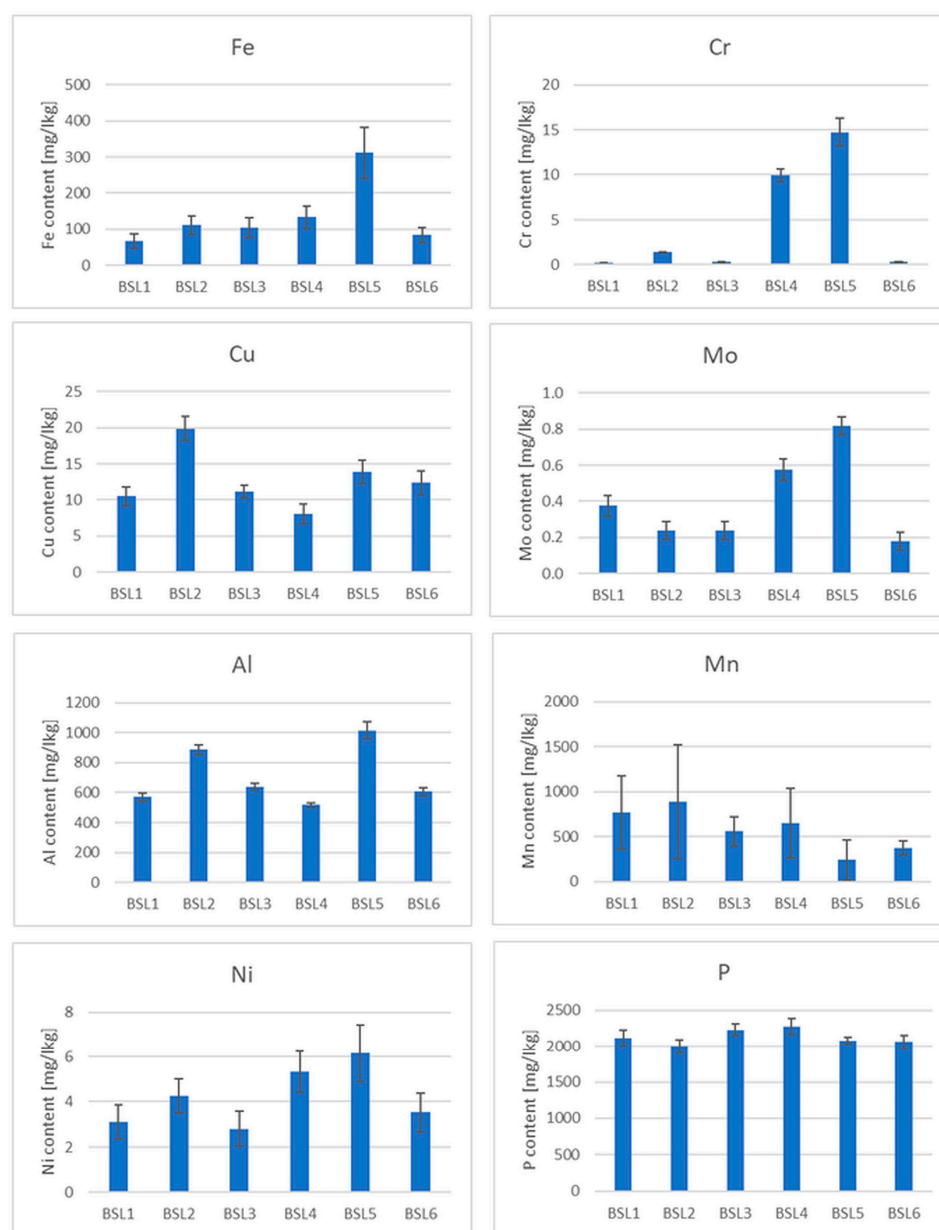 Fe
Fe content [mg/lkg]
500
400
300
200
100
0
BSL1 BSL2 BSL3 BSL4 BSL5 BSL6
Cr
Cr content [mg/lkg]
20
15
10
5
0
BSL1 BSL2 BSL3 BSL4 BSL5 BSL6
Cu
Cu content [mg/lkg]
25
20
15
10
5
0
BSL1 BSL2 BSL3 BSL4 BSL5 BSL6
Mo
Mo content [mg/lkg]
1.0
0.8
0.6
0.4
0.2
0.0
BSL1 BSL2 BSL3 BSL4 BSL5 BSL6
Al
Al content [mg/lkg]
1200
1000
800
600
400
200
0
BSL1 BSL2 BSL3 BSL4 BSL5 BSL6
Mn
Mn content [mg/lkg]
2000
1500
1000
500
0
BSL1 BSL2 BSL3 BSL4 BSL5 BSL6
Ni
Ni content [mg/lkg]
8
6
4
2
0
BSL1 BSL2 BSL3 BSL4 BSL5 BSL6
P
P content [mg/lkg]
2500
2000
1500
1000
500
0
BSL1 BSL2 BSL3 BSL4 BSL5 BSL6